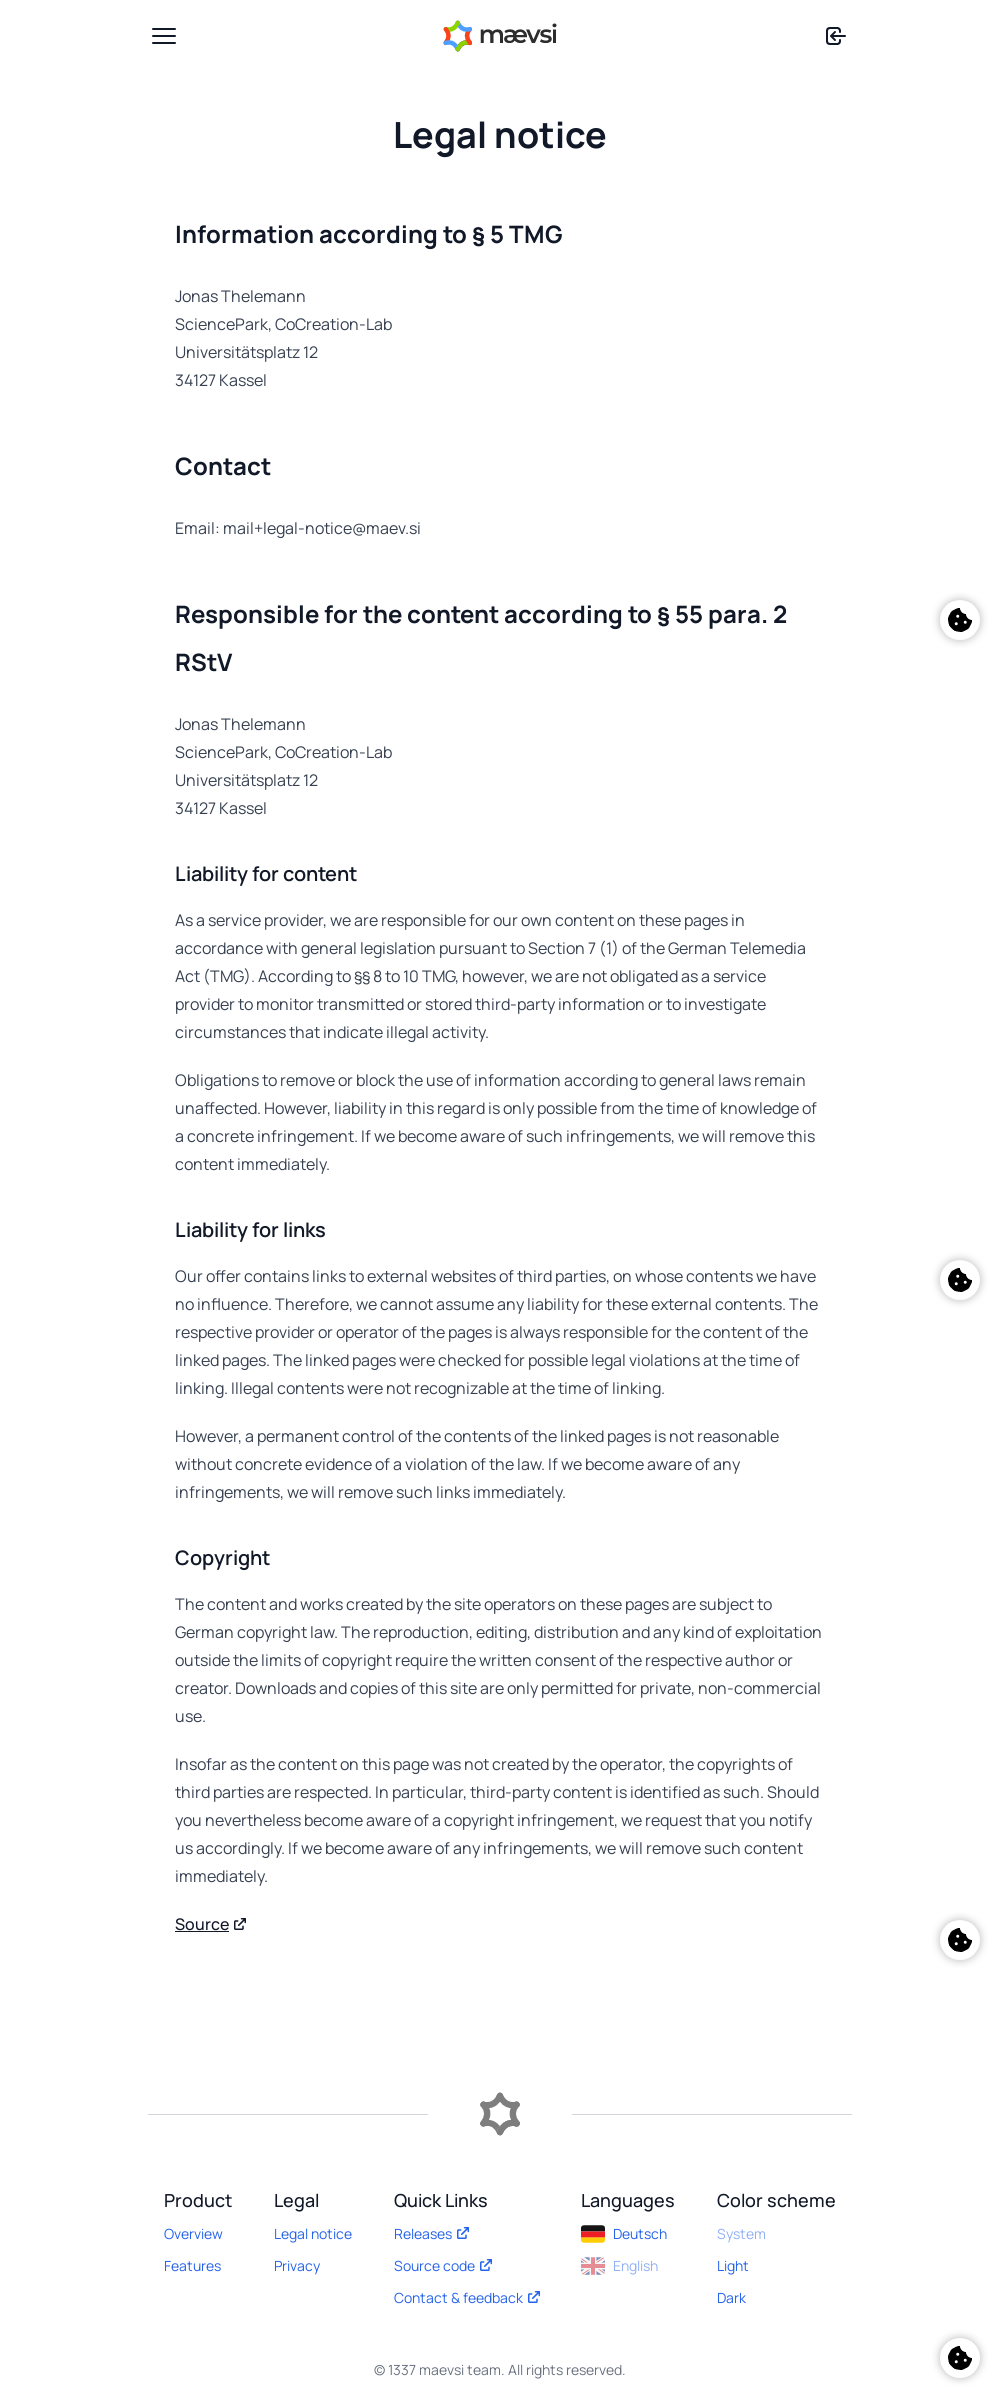 mævsi
Legal notice
Information according to § 5 TMG
Jonas Thelemann
SciencePark, CoCreation-Lab
Universitätsplatz 12
34127 Kassel
Contact
Email: mail+legal-notice@maev.si
Responsible for the content according to § 55 para. 2
RStV
Jonas Thelemann
SciencePark, CoCreation-Lab
Universitätsplatz 12
34127 Kassel
Liability for content
As a service provider, we are responsible for our own content on these pages in
accordance with general legislation pursuant to Section 7 (1) of the German Telemedia
Act (TMG). According to §§ 8 to 10 TMG, however, we are not obligated as a service
provider to monitor transmitted or stored third-party information or to investigate
circumstances that indicate illegal activity.
Obligations to remove or block the use of information according to general laws remain
unaffected. However, liability in this regard is only possible from the time of knowledge of
a concrete infringement. If we become aware of such infringements, we will remove this
content immediately.
Liability for links
Our offer contains links to external websites of third parties, on whose contents we have
no influence. Therefore, we cannot assume any liability for these external contents. The
respective provider or operator of the pages is always responsible for the content of the
linked pages. The linked pages were checked for possible legal violations at the time of
linking. Illegal contents were not recognizable at the time of linking.
However, a permanent control of the contents of the linked pages is not reasonable
without concrete evidence of a violation of the law. If we become aware of any
infringements, we will remove such links immediately.
Copyright
The content and works created by the site operators on these pages are subject to
German copyright law. The reproduction, editing, distribution and any kind of exploitation
outside the limits of copyright require the written consent of the respective author or
creator. Downloads and copies of this site are only permitted for private, non-commercial
use.
Insofar as the content on this page was not created by the operator, the copyrights of
third parties are respected. In particular, third-party content is identified as such. Should
you nevertheless become aware of a copyright infringement, we request that you notify
us accordingly. If we become aware of any infringements, we will remove such content
immediately.
Source
Product
Overview
Features
Legal
Legal notice
Privacy
Quick Links
Releases
Source code
Contact & feedback
Languages
Deutsch
English
Color scheme
System
Light
Dark
© 1337 maevsi team. All rights reserved.